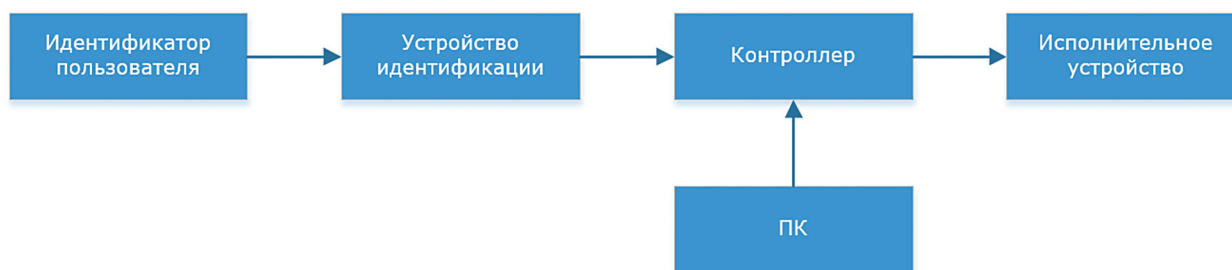 Идентификатор
пользователя
Устройство
идентификации
Контроллер
Исполнительное
устройство
ПК